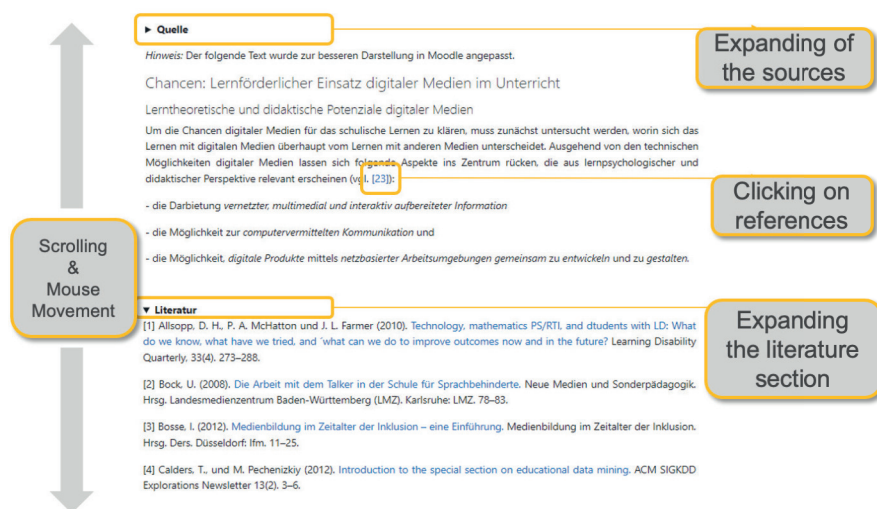 ► Quelle
Expanding of
the sources
Hinweis: Der folgende Text wurde zur besseren Darstellung in Moodle angepasst.
Chancen: Lernförderlicher Einsatz digitaler Medien im Unterricht
Lerntheoretische und didaktische Potenziale digitaler Medien
Um die Chancen digitaler Medien für das schulische Lernen zu klären, muss zunächst untersucht werden, worin sich das
Lernen mit digitalen Medien überhaupt vom Lernen mit anderen Medien unterscheidet. Ausgehend von den technischen
Möglichkeiten digitaler Medien lassen sich folgende Aspekte ins Zentrum rücken, die aus lernpsychologischer und
didaktischer Perspektive relevant erscheinen (vgl. [23]):
Clicking on
references
- die Darbietung vernetzter, multimedial und interaktiv aufbereiteter Information
- die Möglichkeit zur computervermittelten Kommunikation und
- die Möglichkeit, digitale Produkte mittels netzbasierter Arbeitsumgebungen gemeinsam zu entwickeln und zu gestalten.
Scrolling
&
Mouse
Movement
▼ Literatur
Expanding
the literature
section
[1] Allsopp, D. H., P. A. McHatton und J. L. Farmer (2010). Technology, mathematics PS/RTI, and dtudents with LD: What
do we know, what have we tried, and ´what can we do to improve outcomes now and in the future? Learning Disability
Quarterly. 33(4). 273–288.
[2] Bock, U. (2008). Die Arbeit mit dem Talker in der Schule für Sprachbehinderte. Neue Medien und Sonderpädagogik.
Hrsg. Landesmedienzentrum Baden-Württemberg (LMZ). Karlsruhe: LMZ. 78–83.
[3] Bosse, I. (2012). Medienbildung im Zeitalter der Inklusion – eine Einführung. Medienbildung im Zeitalter der Inklusion.
Hrsg. Ders. Düsseldorf: lfm. 11–25.
[4] Calders, T., und M. Pechenizkiy (2012). Introduction to the special section on educational data mining. ACM SIGKDD
Explorations Newsletter 13(2). 3–6.